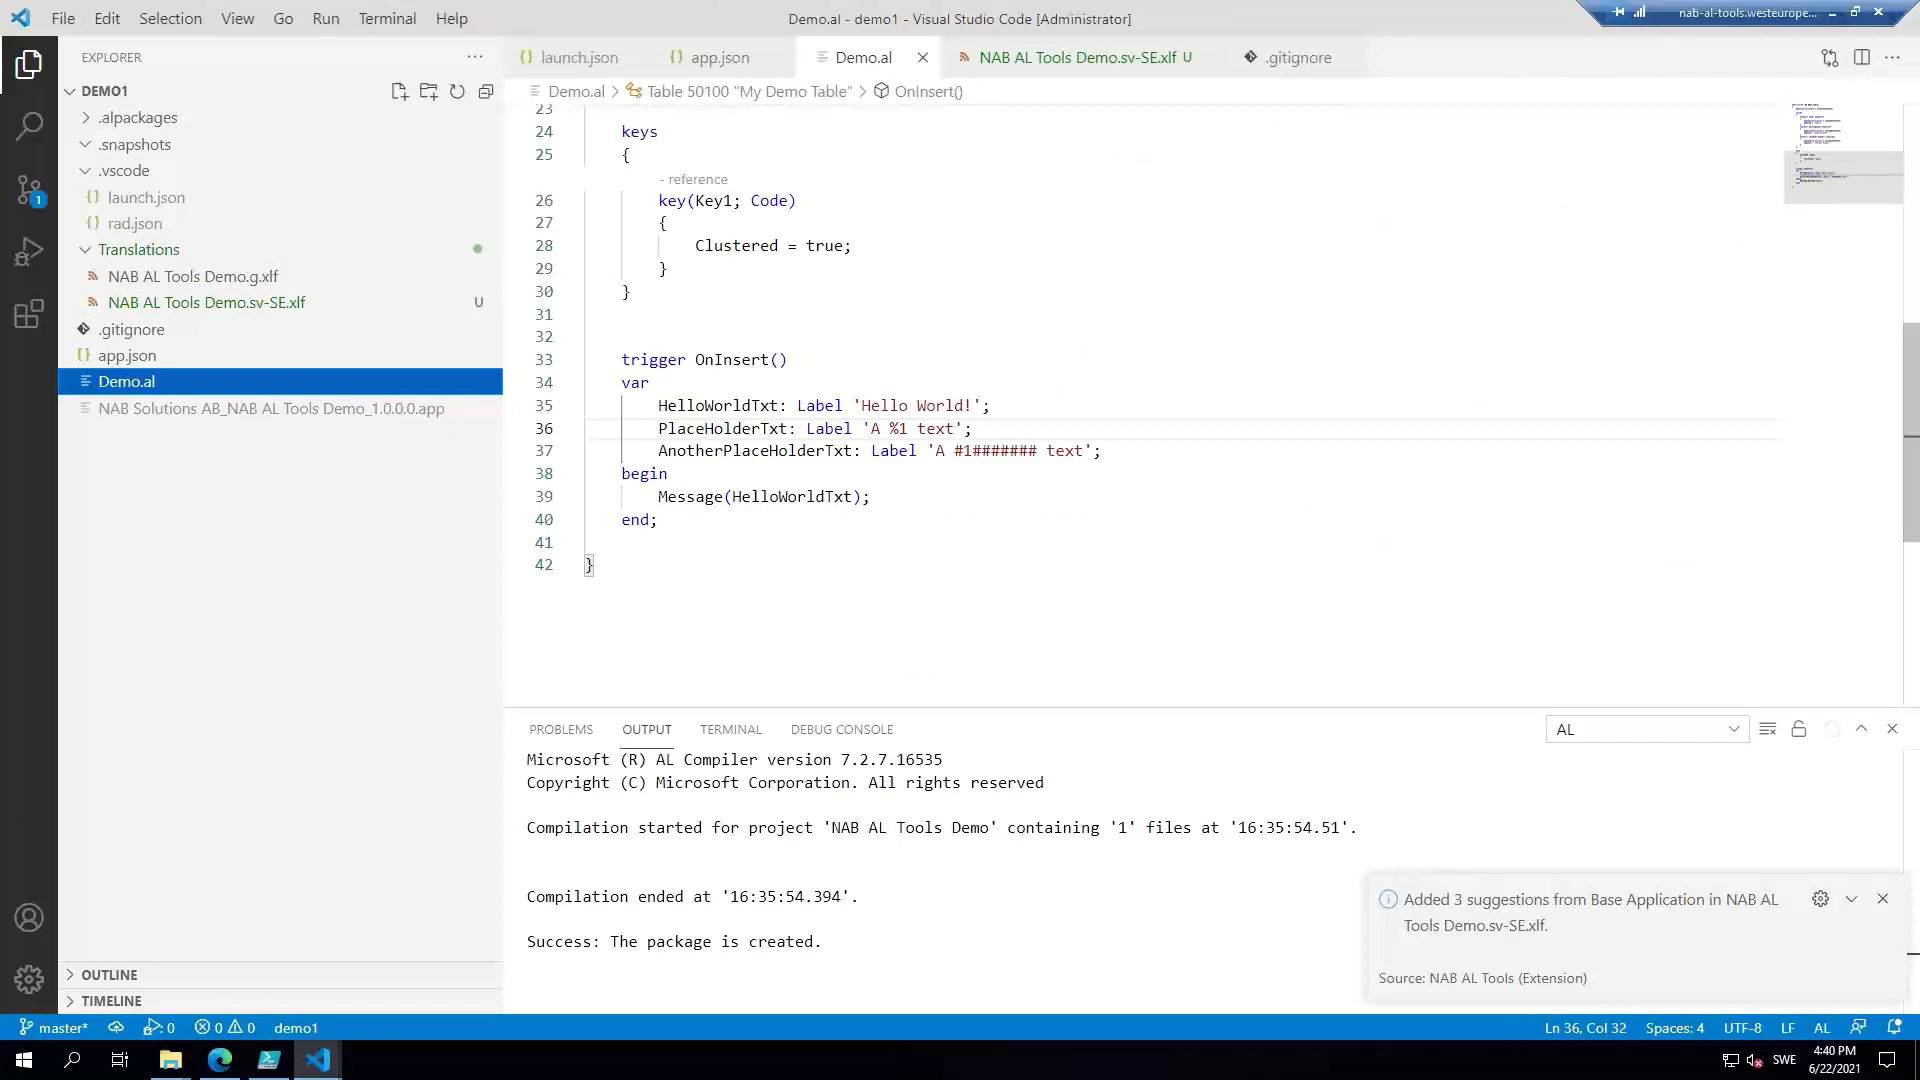 File Edit Selection View Go Run Terminal Help
Demo.al - demo1 - Visual Studio Code [Administrator]
nab-al-tools.westeurope...
EXPLORER
launch.json
app.json
Demo.al
NAB AL Tools Demo.sv-SE.xlf U
.gitignore
DEMO1
.alpackages
.snapshots
.vscode
launch.json
rad.json
Translations
NAB AL Tools Demo.g.xlf
NAB AL Tools Demo.sv-SE.xlf U
.gitignore
app.json
Demo.al
NAB Solutions AB_NAB AL Tools Demo_1.0.0.0.app
OUTLINE
TIMELINE
Demo.al > Table 50100 "My Demo Table" > OnInsert()
23
24 keys
25 {
- reference
26 key(Key1; Code)
27 {
28 Clustered = true;
29 }
30 }
31
32
33 trigger OnInsert()
34 var
35 HelloWorldTxt: Label 'Hello World!';
36 PlaceHolderTxt: Label 'A %1 text';
37 AnotherPlaceHolderTxt: Label 'A #1####### text';
38 begin
39 Message(HelloWorldTxt);
40 end;
41
42 }
PROBLEMS OUTPUT TERMINAL DEBUG CONSOLE
AL
Microsoft (R) AL Compiler version 7.2.7.16535
Copyright (C) Microsoft Corporation. All rights reserved
Compilation started for project 'NAB AL Tools Demo' containing '1' files at '16:35:54.51'.
Compilation ended at '16:35:54.394'.
Success: The package is created.
Added 3 suggestions from Base Application in NAB AL
Tools Demo.sv-SE.xlf.
Source: NAB AL Tools (Extension)
1
master* 0 0 0 demo1
Ln 36, Col 32 Spaces: 4 UTF-8 LF AL
SWE
4:40 PM
6/22/2021